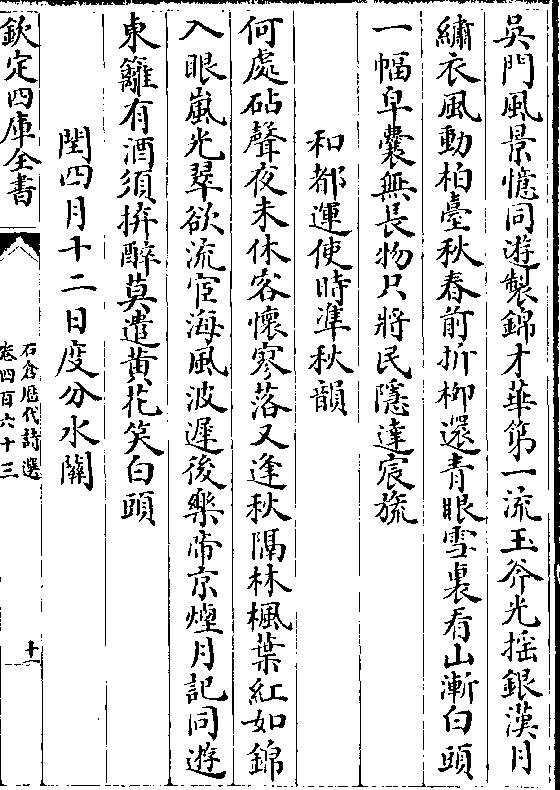 吳門風景憶同遊製錦才華第一流玉斧光揺銀漢月
繡衣風動柏臺秋春前折栁還青眼雪裏看山漸白頭
一幅皁囊無長物只將民隱達宸旒
和都運使時準秋韻
何處砧聲夜未休客懷寥落又逢秋隔林楓葉紅如錦
入眼嵐光翠欲流宦海風波遲後樂帝京煙月記同遊
東籬有酒須拚醉莫遣黄花笑白頭
閏四月十二日度分水關
欽定四庫全書
石倉歴代詩選
卷四百六十三
十一